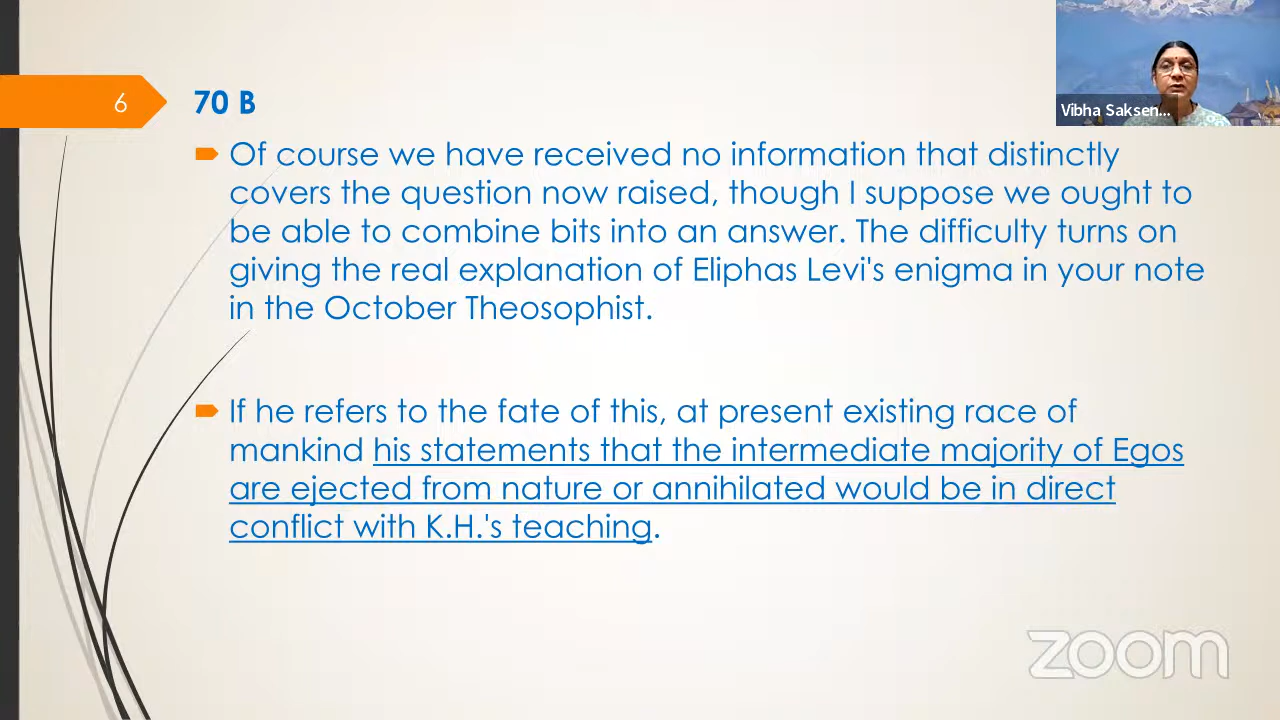 6
70 B
Of course we have received no information that distinctly
covers the question now raised, though I suppose we ought to
be able to combine bits into an answer. The difficulty turns on
giving the real explanation of Eliphas Levi's enigma in your note
in the October Theosophist.
If he refers to the fate of this, at present existing race of
mankind his statements that the intermediate majority of Egos
are ejected from nature or annihilated would be in direct
conflict with K.H.'s teaching.
Vibha Saksen...
zoom